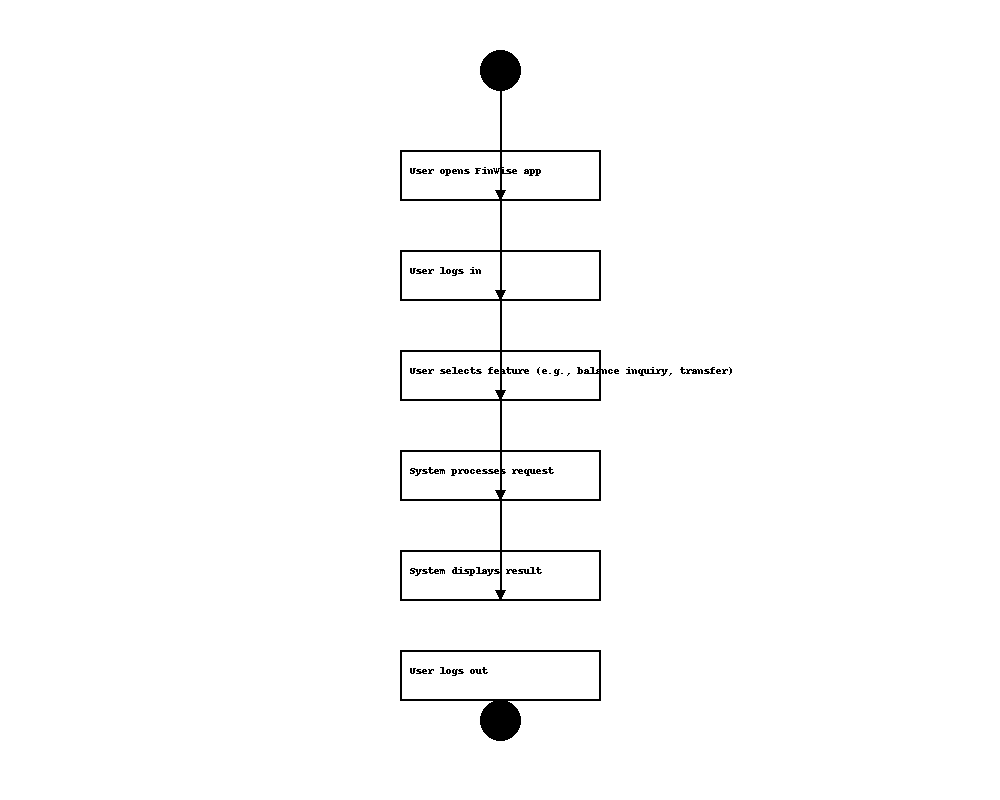 User opens FinWise app
User logs in
User selects feature (e.g., balance inquiry, transfer)
System processes request
System displays result
User logs out